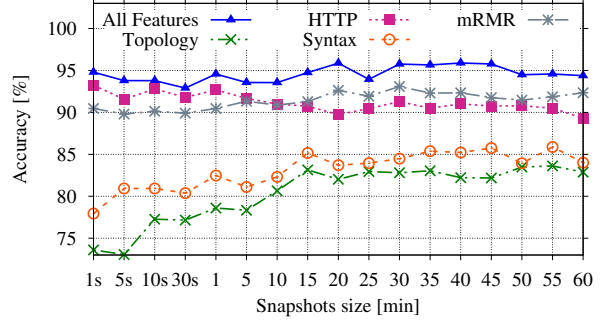 All Features HTTP mRMR
Topology Syntax
Accuracy [%]
100
95
90
85
80
75
1s 5s 10s 30s 1 5 10 15 20 25 30 35 40 45 50 55 60
Snapshots size [min]